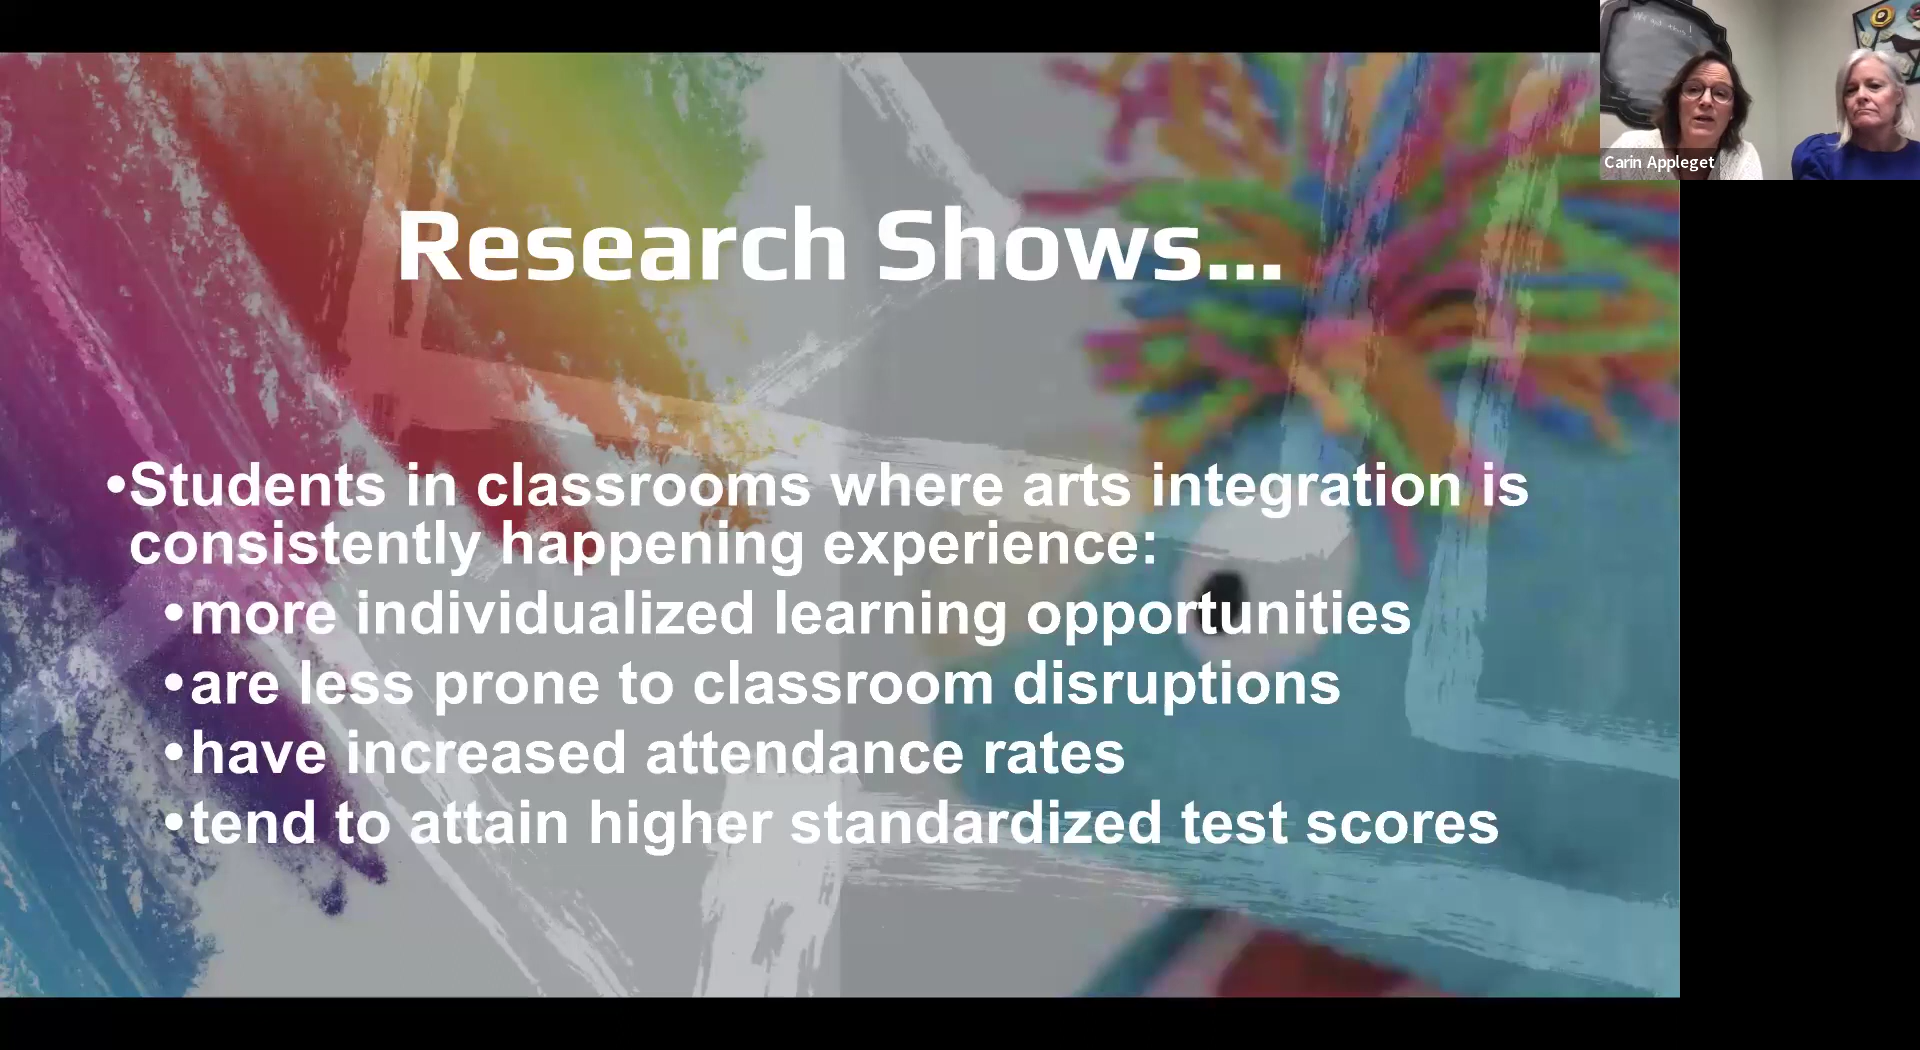 Research Shows...
•Students in classrooms where arts integration is
consistently happening experience:
•more individualized learning opportunities
•are less prone to classroom disruptions
•have increased attendance rates
•tend to attain higher standardized test scores
Carin Appleget